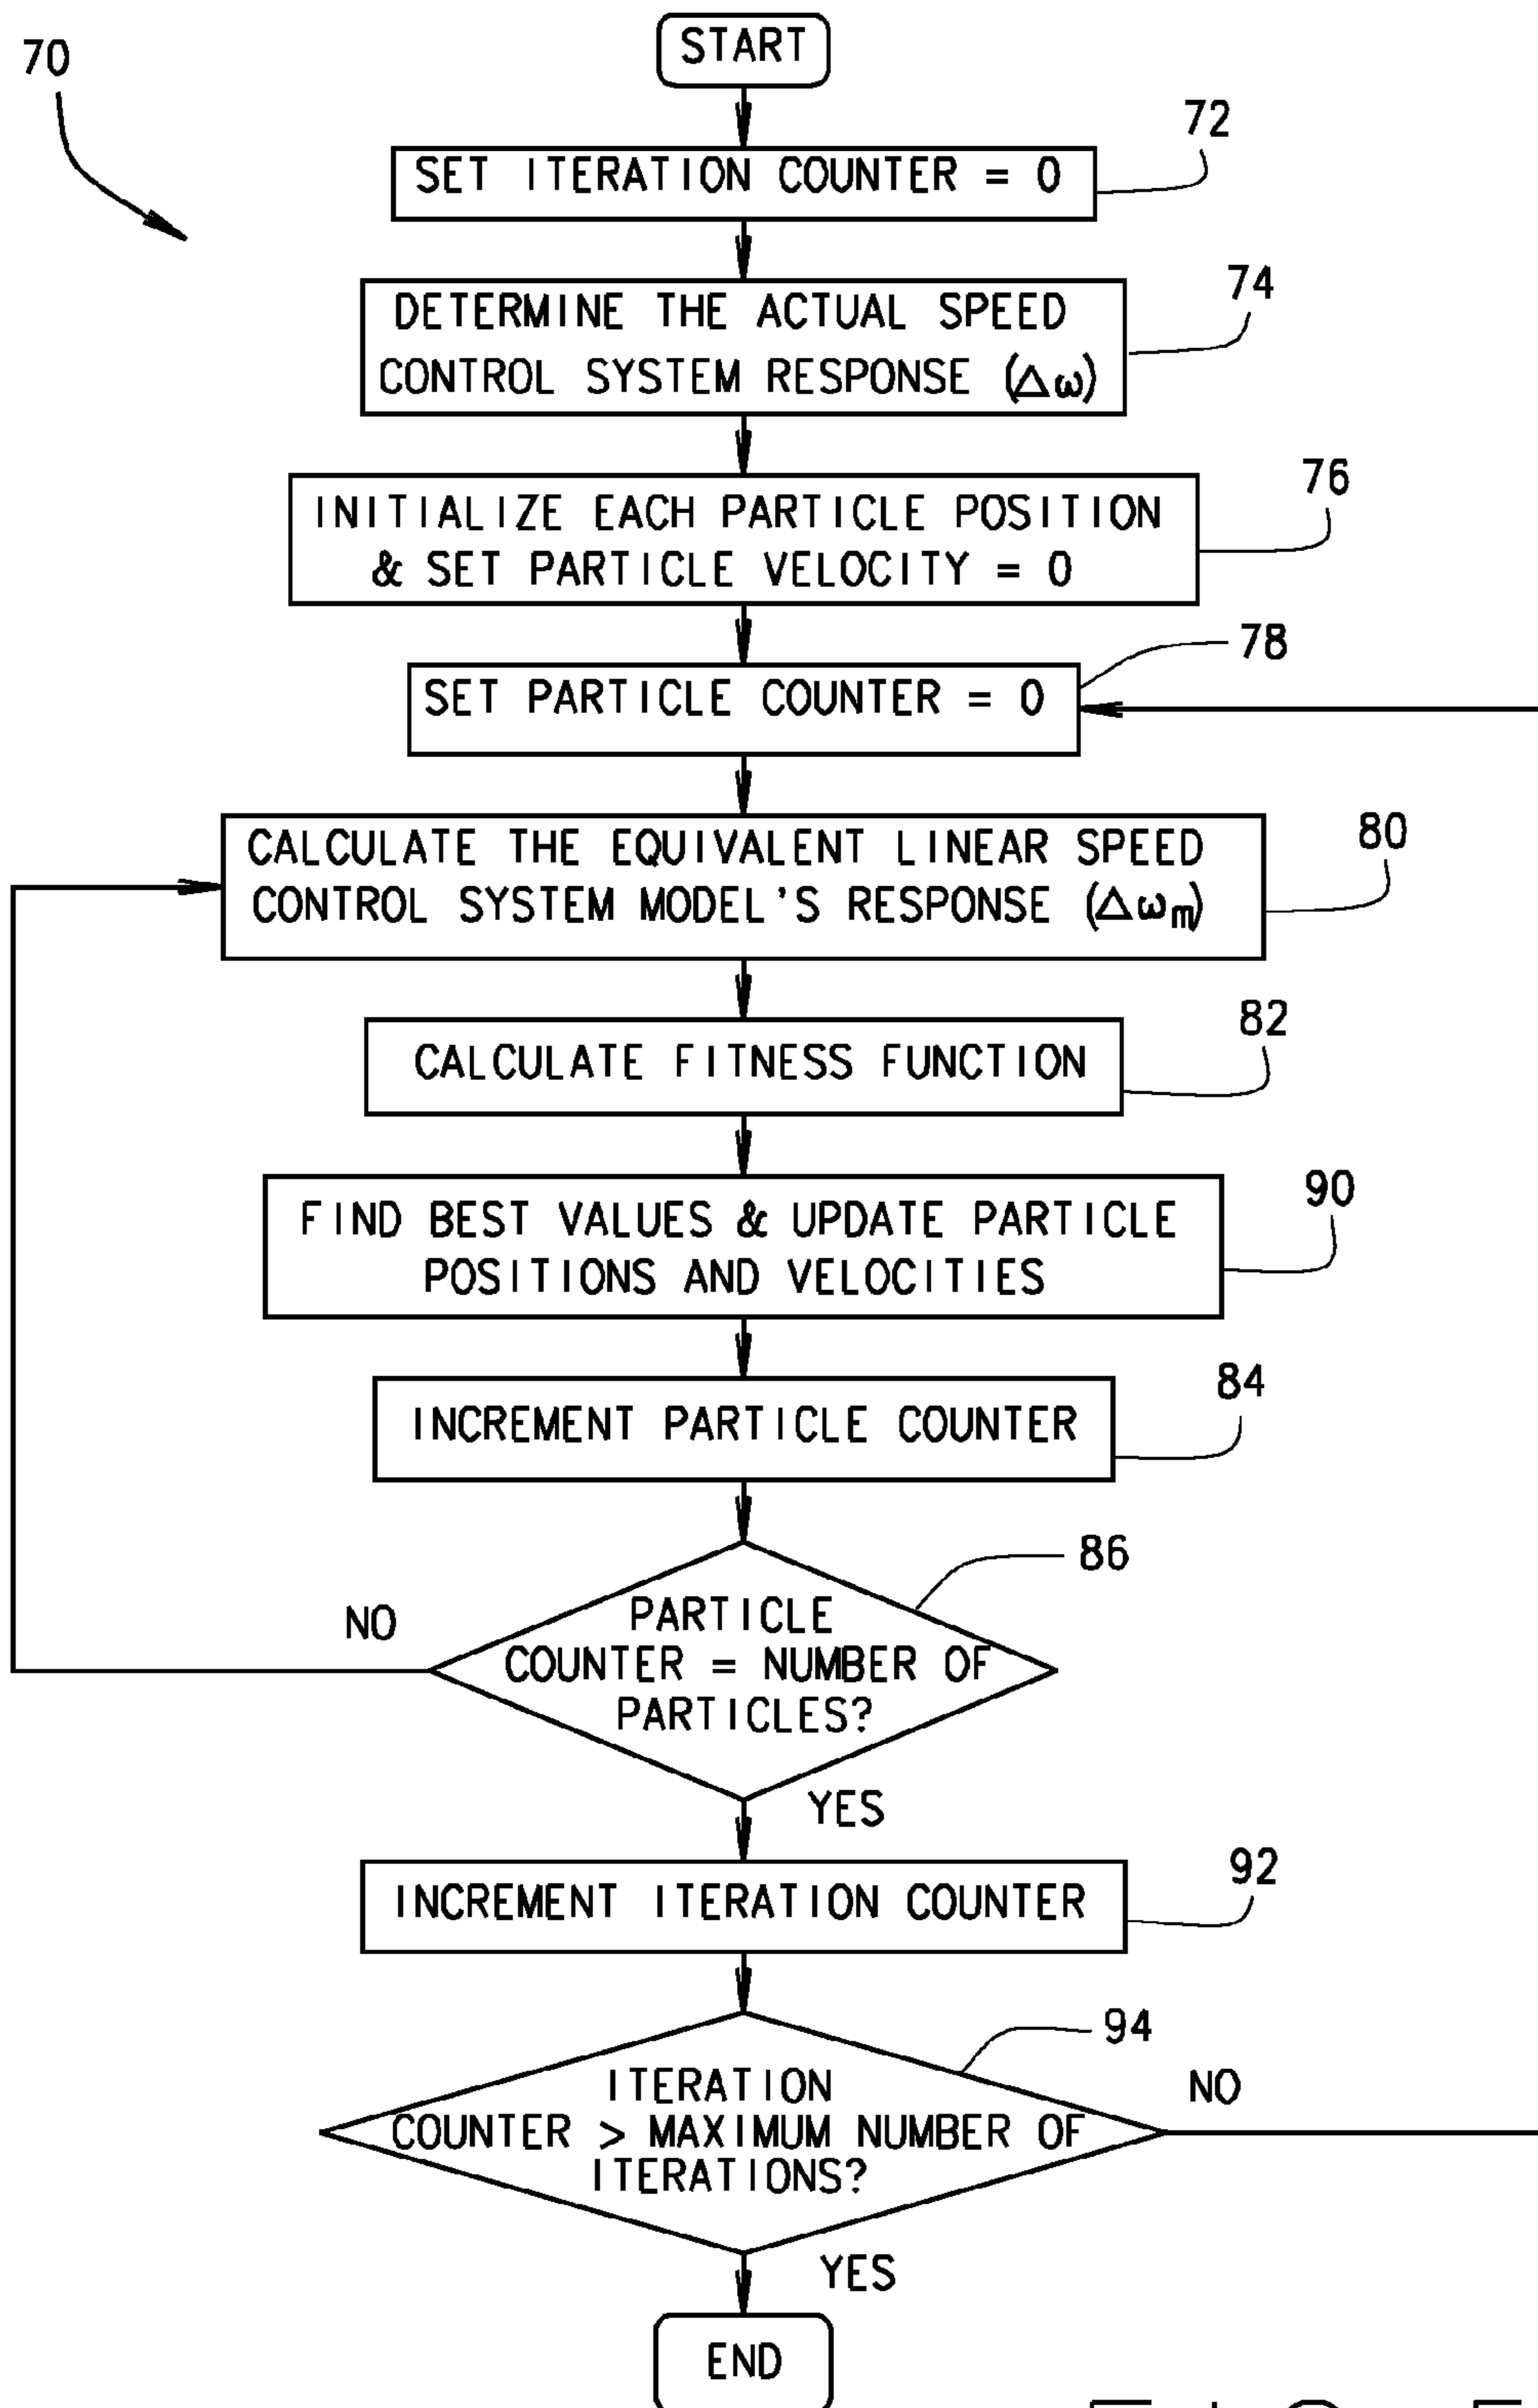 70
START
72
SET ITERATION COUNTER = 0
74
DETERMINE THE ACTUAL SPEED
CONTROL SYSTEM RESPONSE (Δω)
76
INITIALIZE EACH PARTICLE POSITION
& SET PARTICLE VELOCITY = 0
78
SET PARTICLE COUNTER = 0
80
CALCULATE THE EQUIVALENT LINEAR SPEED
CONTROL SYSTEM MODEL'S RESPONSE (Δωm)
82
CALCULATE FITNESS FUNCTION
90
FIND BEST VALUES & UPDATE PARTICLE
POSITIONS AND VELOCITIES
84
INCREMENT PARTICLE COUNTER
86
PARTICLE
COUNTER = NUMBER OF
PARTICLES?
NO
YES
92
INCREMENT ITERATION COUNTER
94
ITERATION
COUNTER > MAXIMUM NUMBER OF
ITERATIONS?
NO
YES
END